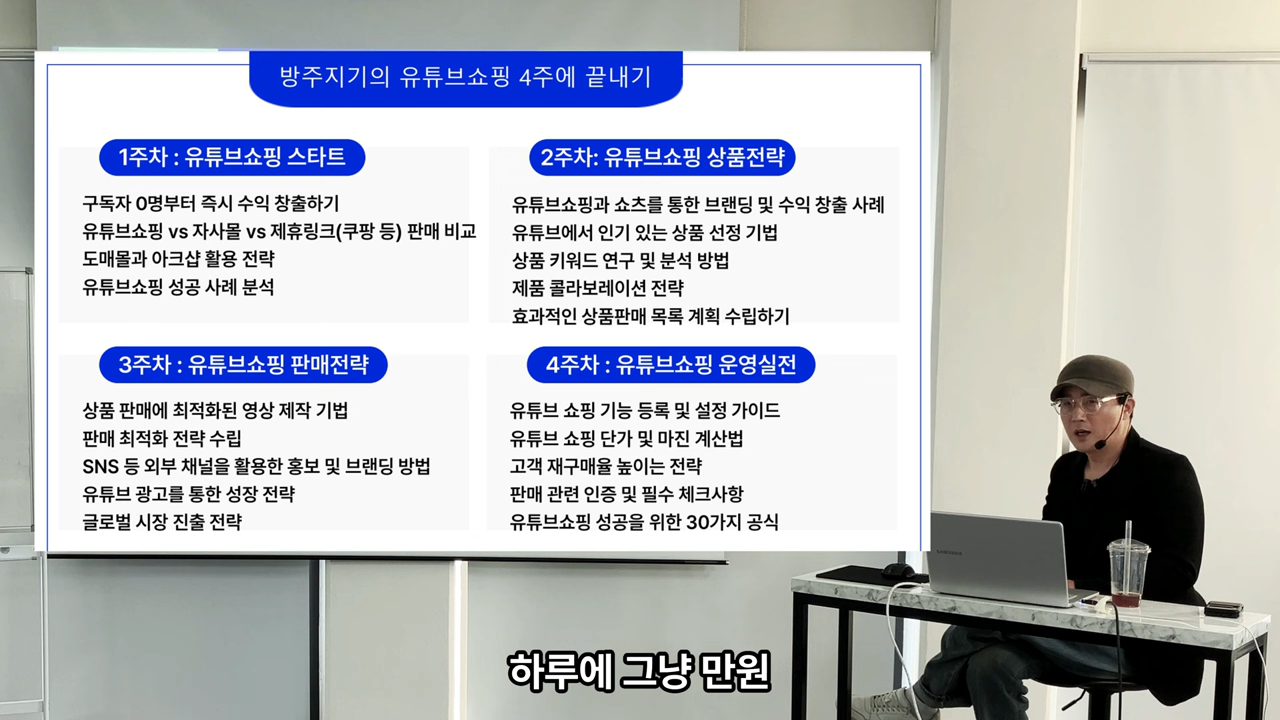 방주지기의 유튜브쇼핑 4주에 끝내기
1주차 : 유튜브쇼핑 스타트
구독자 0명부터 즉시 수익 창출하기
유튜브쇼핑 vs 자사몰 vs 제휴링크(쿠팡 등) 판매 비교
도매몰과 아크샵 활용 전략
유튜브쇼핑 성공 사례 분석
2주차: 유튜브쇼핑 상품전략
유튜브쇼핑과 쇼츠를 통한 브랜딩 및 수익 창출 사례
유튜브에서 인기 있는 상품 선정 기법
상품 키워드 연구 및 분석 방법
제품 콜라보레이션 전략
효과적인 상품판매 목록 계획 수립하기
3주차 : 유튜브쇼핑 판매전략
상품 판매에 최적화된 영상 제작 기법
판매 최적화 전략 수립
SNS 등 외부 채널을 활용한 홍보 및 브랜딩 방법
유튜브 광고를 통한 성장 전략
글로벌 시장 진출 전략
4주차 : 유튜브쇼핑 운영실전
유튜브 쇼핑 기능 등록 및 설정 가이드
유튜브 쇼핑 단가 및 마진 계산법
고객 재구매율 높이는 전략
판매 관련 인증 및 필수 체크사항
유튜브쇼핑 성공을 위한 30가지 공식
SAMSUNG
하루에 그냥 만원